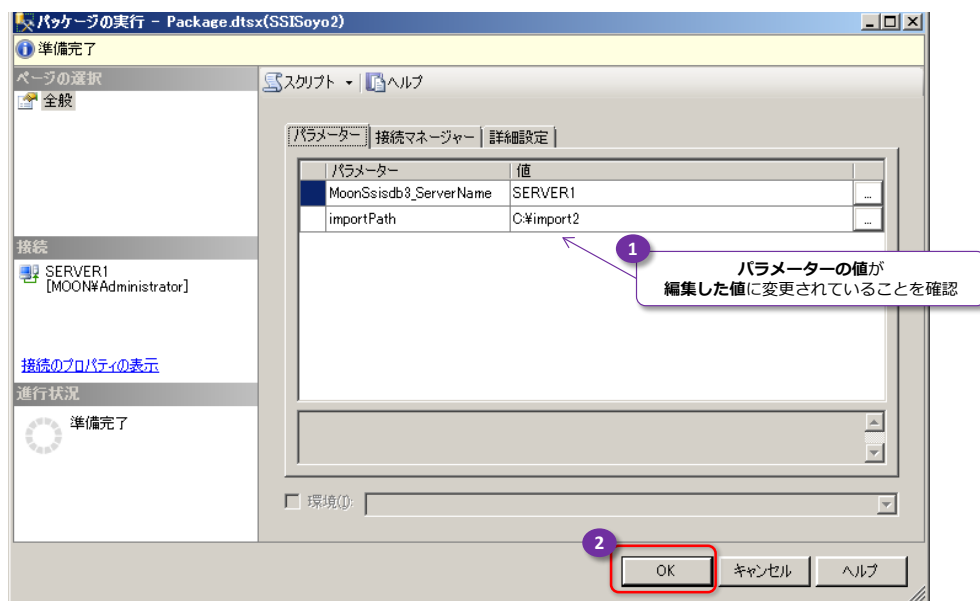 パッケージの実行 - Package.dtsx(SSISoyo2)
準備完了
ページの選択
全般
スクリプト
ヘルプ
パラメーター
接続マネージャー
詳細設定
パラメーター 値
MoonSsisdb3_ServerName SERVER1 ...
importPath C:¥import2 ...
1
パラメーターの値が
編集した値に変更されていることを確認
接続
SERVER1
[MOON¥Administrator]
接続のプロパティの表示
進行状況
準備完了
環境(I):
2
OK
キャンセル
ヘルプ